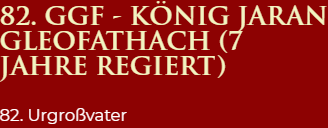 82. GGF - KÖNIG JARAN
GLEOFATHACH (7
JAHRE REGIERT)
82. Urgroßvater